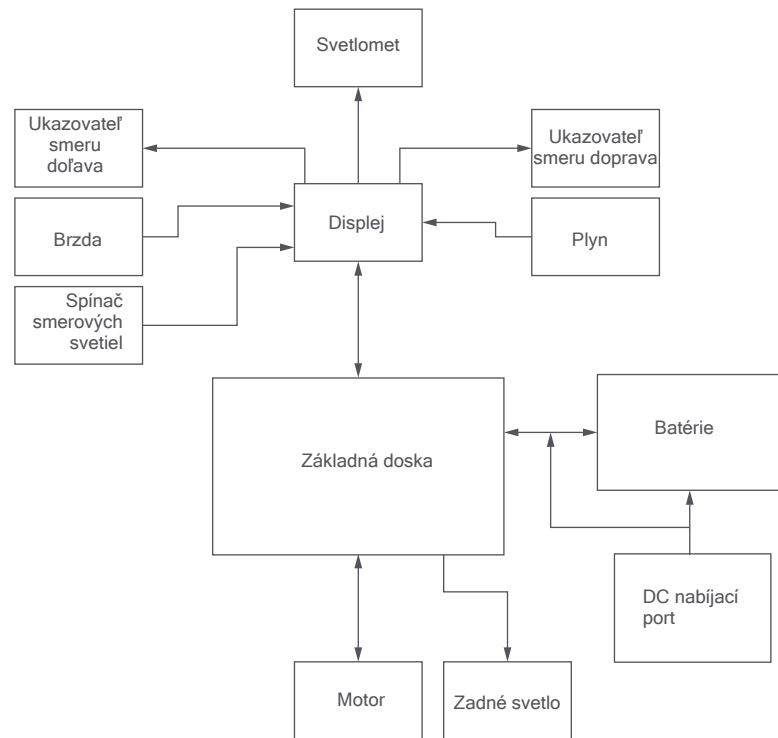 Svetlomet
Ukazovateľ
smeru
doľava
Ukazovateľ
smeru doprava
Brzda
Displej
Plyn
Spínač
smerových
svetiel
Základná doska
Batérie
DC nabíjací
port
Motor
Zadné svetlo